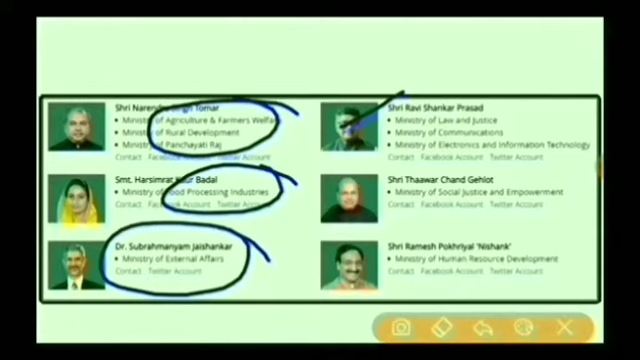 Shri Narendra Singh Tomar
Ministry of Agriculture & Farmers Welfare
Ministry of Rural Development
Ministry of Panchayati Raj
Contact Facebook Account Twitter Account
Smt. Harsimrat Kaur Badal
Ministry of Food Processing Industries
Contact Facebook Account Twitter Account
Dr. Subrahmanyam Jaishankar
Ministry of External Affairs
Contact Twitter Account
Shri Ravi Shankar Prasad
Ministry of Law and Justice
Ministry of Communications
Ministry of Electronics and Information Technology
Contact Facebook Account Twitter Account
Shri Thaawar Chand Gehlot
Ministry of Social Justice and Empowerment
Contact Facebook Account Twitter Account
Shri Ramesh Pokhriyal 'Nishank'
Ministry of Human Resource Development
Contact Facebook Account Twitter Account